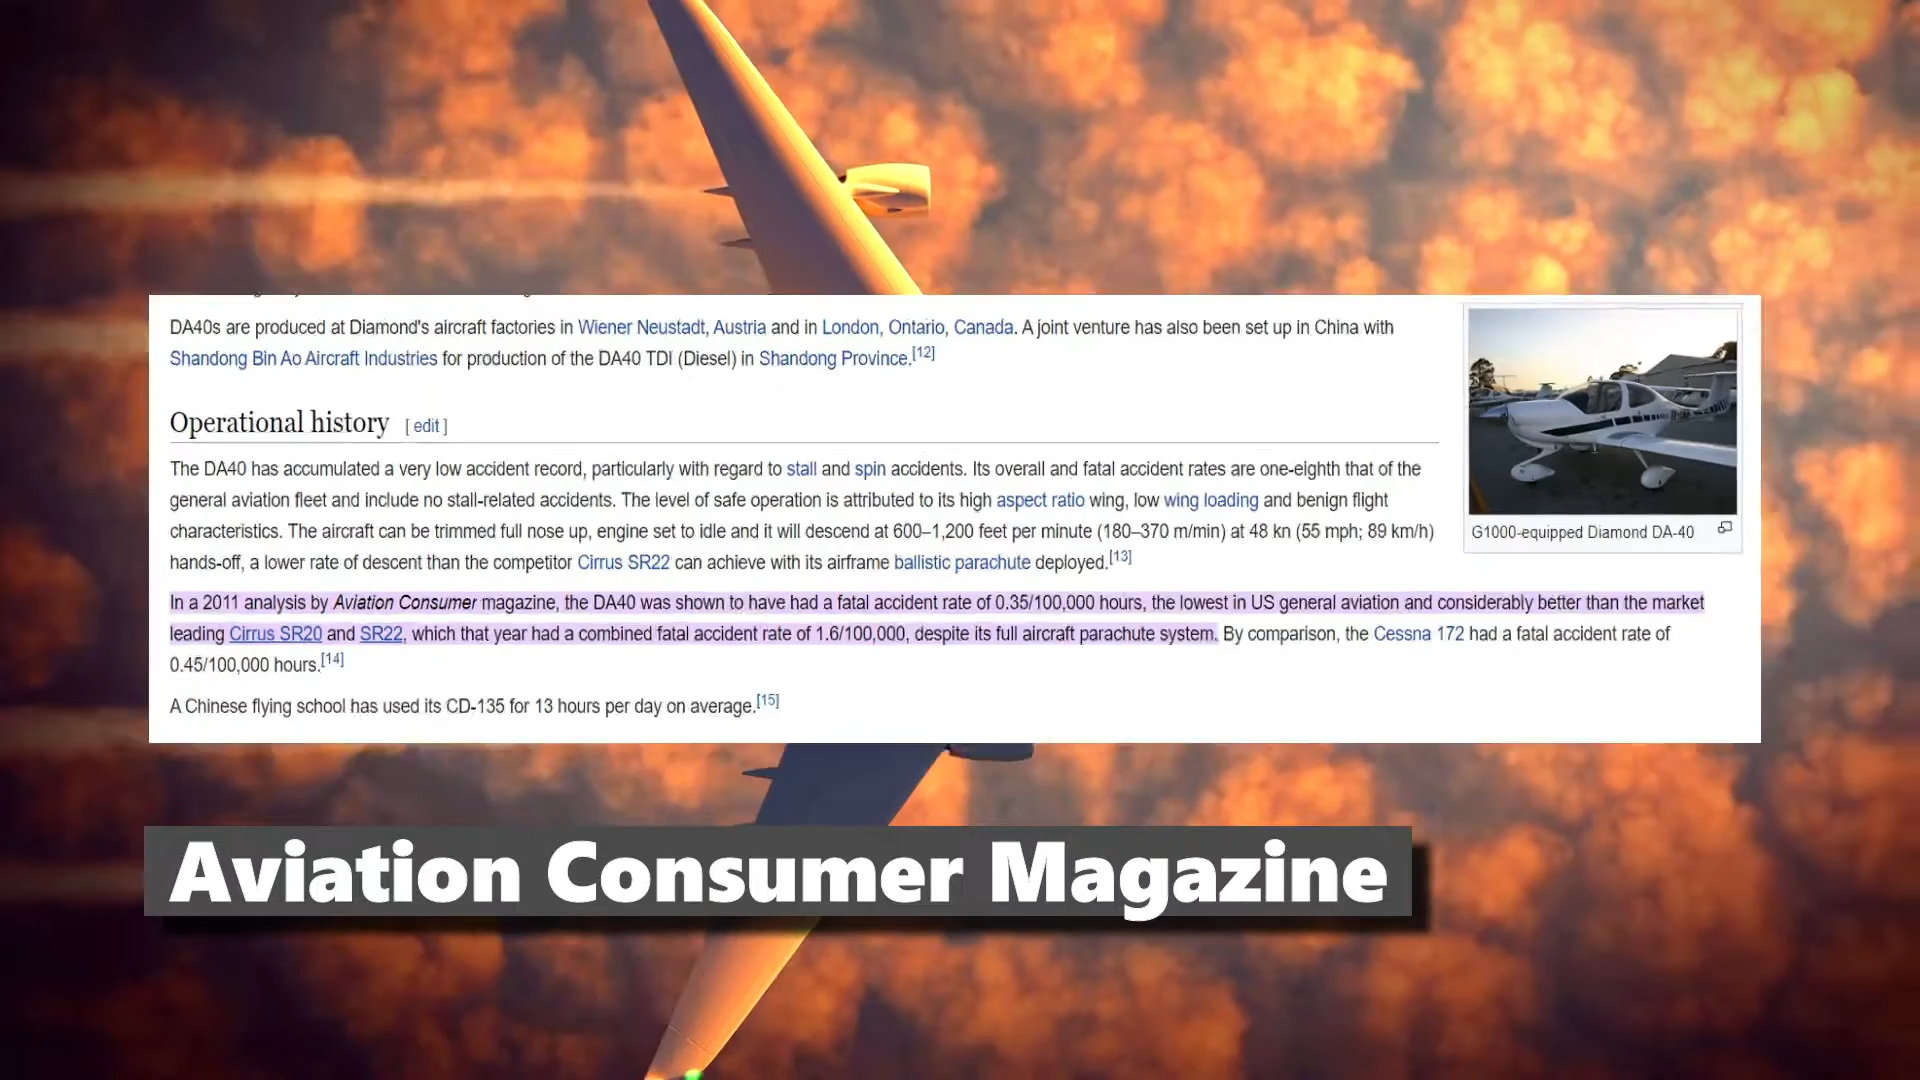 DA40s are produced at Diamond's aircraft factories in Wiener Neustadt, Austria and in London, Ontario, Canada. A joint venture has also been set up in China with
Shandong Bin Ao Aircraft Industries for production of the DA40 TDI (Diesel) in Shandong Province.[12]
Operational history [ edit ]
The DA40 has accumulated a very low accident record, particularly with regard to stall and spin accidents. Its overall and fatal accident rates are one-eighth that of the
general aviation fleet and include no stall-related accidents. The level of safe operation is attributed to its high aspect ratio wing, low wing loading and benign flight
characteristics. The aircraft can be trimmed full nose up, engine set to idle and it will descend at 600–1,200 feet per minute (180–370 m/min) at 48 kn (55 mph; 89 km/h)
hands-off, a lower rate of descent than the competitor Cirrus SR22 can achieve with its airframe ballistic parachute deployed.[13]
G1000-equipped Diamond DA-40
In a 2011 analysis by Aviation Consumer magazine, the DA40 was shown to have had a fatal accident rate of 0.35/100,000 hours, the lowest in US general aviation and considerably better than the market
leading Cirrus SR20 and SR22, which that year had a combined fatal accident rate of 1.6/100,000, despite its full aircraft parachute system. By comparison, the Cessna 172 had a fatal accident rate of
0.45/100,000 hours.[14]
A Chinese flying school has used its CD-135 for 13 hours per day on average.[15]
Aviation Consumer Magazine